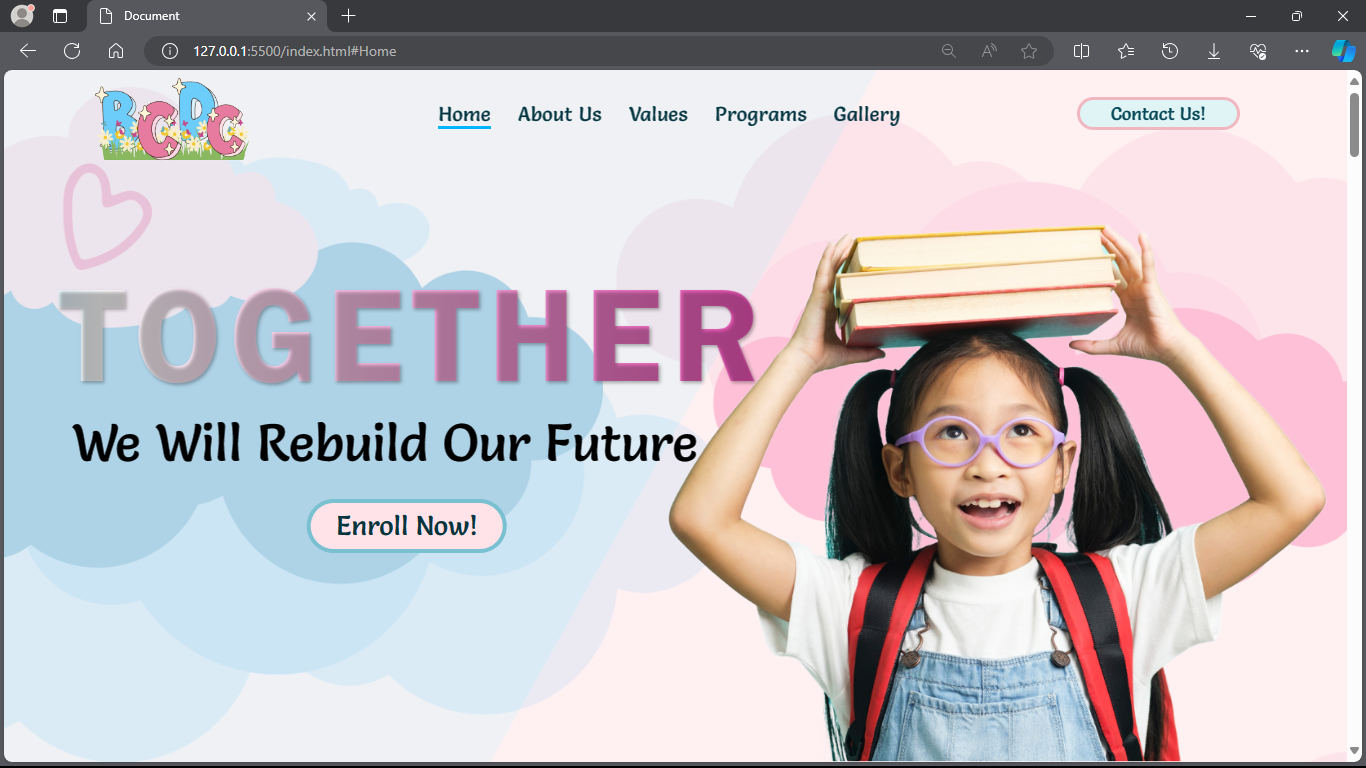 Document
127.0.0.1:5500/index.html#Home
BCDC
Home About Us Values Programs Gallery Contact Us!
TOGETHER
We Will Rebuild Our Future
Enroll Now!